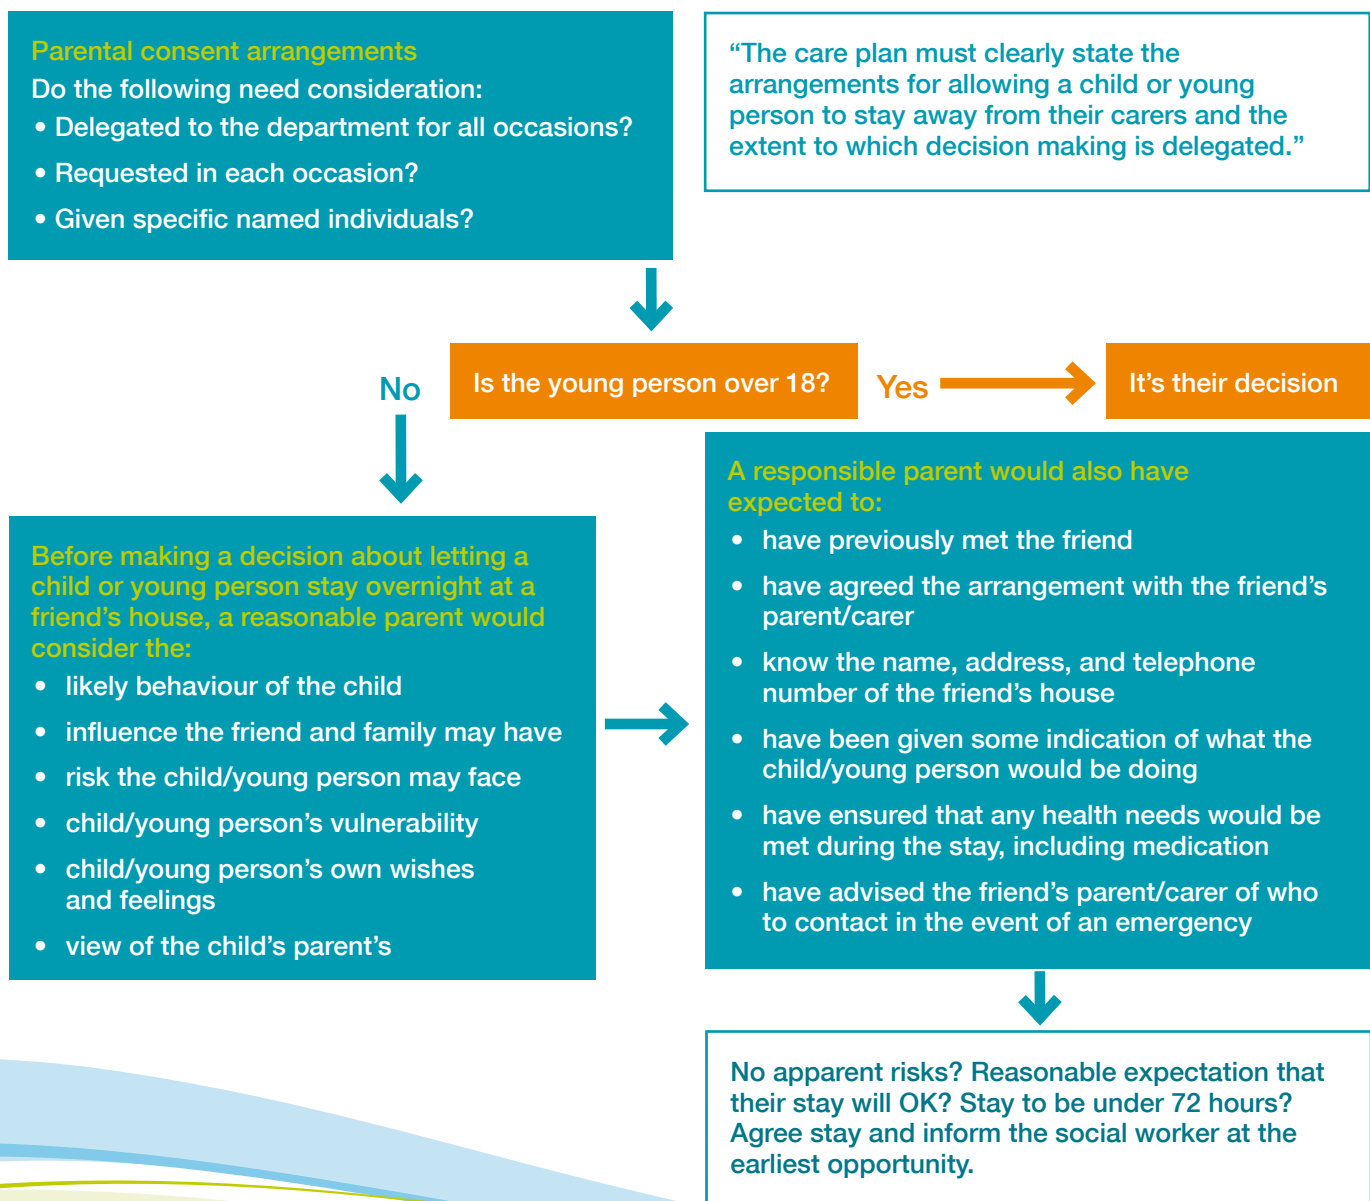 Parental consent arrangements
Do the following need consideration:
• Delegated to the department for all occasions?
• Requested in each occasion?
• Given specific named individuals?
“The care plan must clearly state the
arrangements for allowing a child or young
person to stay away from their carers and the
extent to which decision making is delegated.”
Is the young person over 18?
Yes
It’s their decision
No
Before making a decision about letting a
child or young person stay overnight at a
friend’s house, a reasonable parent would
consider the:
• likely behaviour of the child
• influence the friend and family may have
• risk the child/young person may face
• child/young person’s vulnerability
• child/young person’s own wishes
and feelings
• view of the child’s parent’s
A responsible parent would also have
expected to:
• have previously met the friend
• have agreed the arrangement with the friend’s
parent/carer
• know the name, address, and telephone
number of the friend’s house
• have been given some indication of what the
child/young person would be doing
• have ensured that any health needs would be
met during the stay, including medication
• have advised the friend’s parent/carer of who
to contact in the event of an emergency
No apparent risks? Reasonable expectation that
their stay will OK? Stay to be under 72 hours?
Agree stay and inform the social worker at the
earliest opportunity.